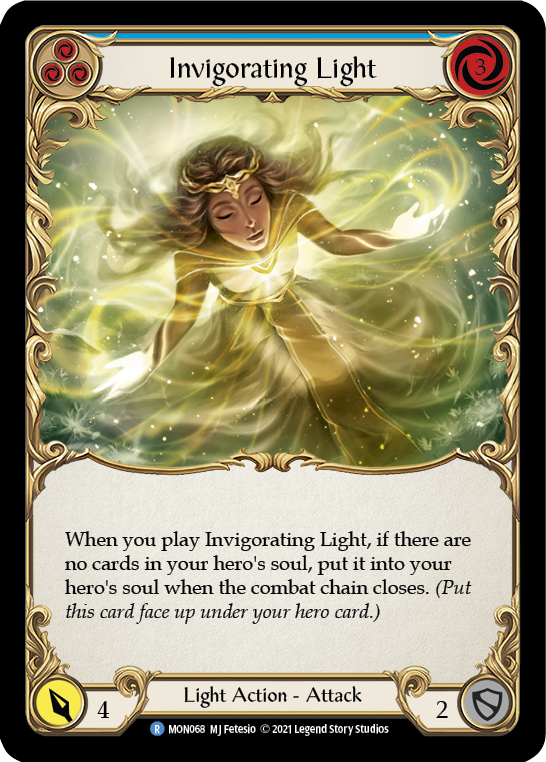 Invigorating Light
3
When you play Invigorating Light, if there are
no cards in your hero's soul, put it into your
hero's soul when the combat chain closes. (Put
this card face up under your hero card.)
4
Light Action - Attack
2
R MON068 MJ Fetesio © 2021 Legend Story Studios